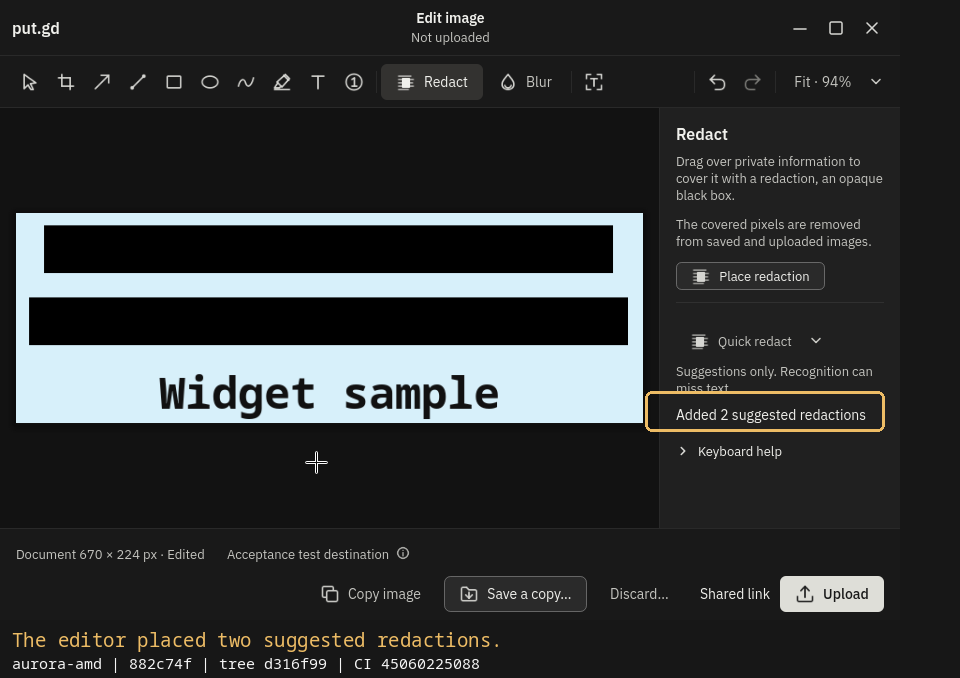 put.gd
Edit image
Not uploaded
1
Redact
Blur
T
Fit · 94%
Redact
Drag over private information to
cover it with a redaction, an opaque
black box.
The covered pixels are removed
from saved and uploaded images.
Place redaction
Quick redact
Suggestions only. Recognition can
miss text.
Added 2 suggested redactions
Keyboard help
Widget sample
Document 670 × 224 px · Edited
Acceptance test destination
Copy image
Save a copy...
Discard...
Shared link
Upload
The editor placed two suggested redactions.
aurora-amd | 882c74f | tree d316f99 | CI 45060225088